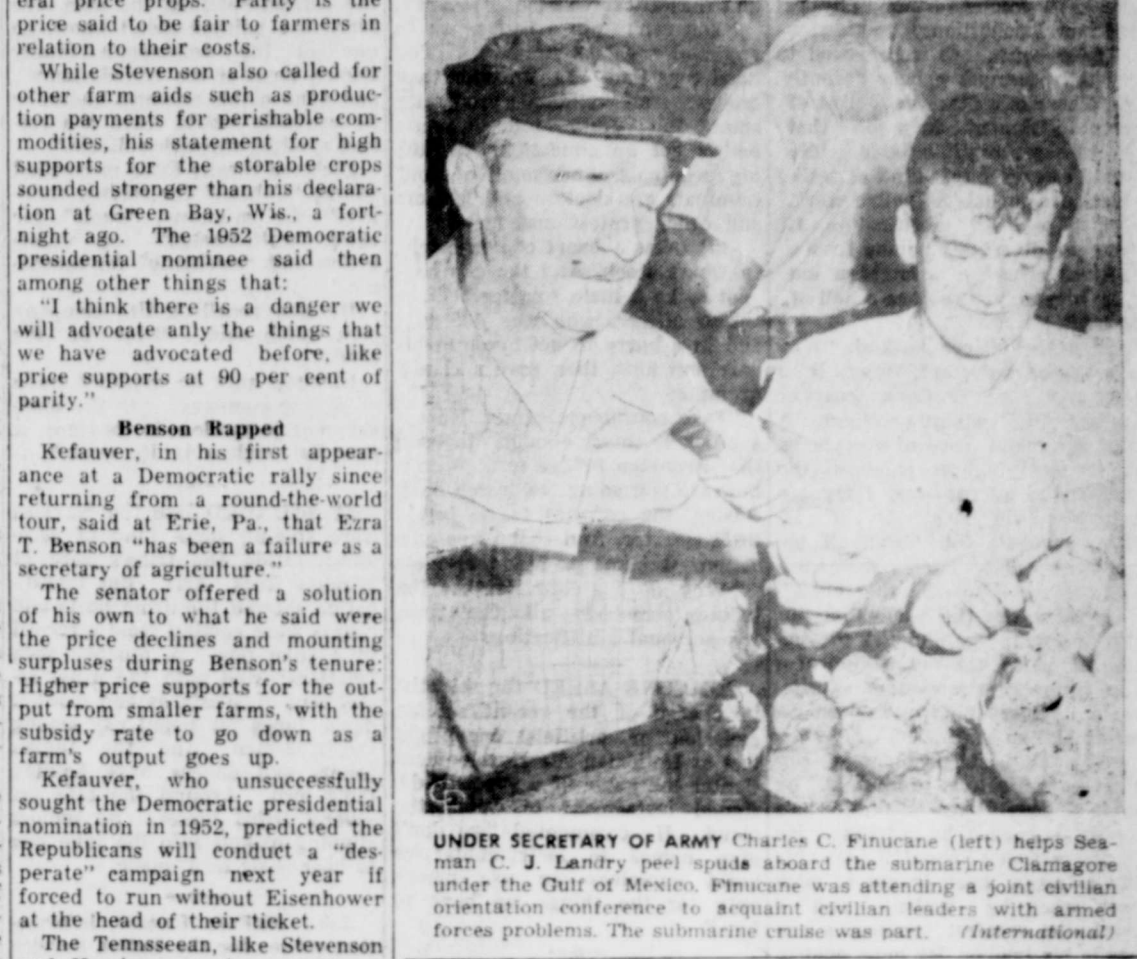 eral price props. Parity is the
price said to be fair to farmers in
relation to their costs.
While Stevenson also called for
other farm aids such as produc-
tion payments for perishable com-
modities, his statement for high
supports for the storable crops
sounded stronger than his declara-
tion at Green Bay, Wis., a fort-
night ago. The 1952 Democratic
presidential nominee said then
among other things that:
"I think there is a danger we
will advocate anly the things that
we have advocated before, like
price supports at 90 per cent of
parity."
Benson Rapped
Kefauver, in his first appear-
ance at a Democratic rally since
returning from a round-the-world
tour, said at Erie, Pa., that Ezra
T. Benson "has been a failure as a
secretary of agriculture."
The senator offered a solution
of his own to what he said were
the price declines and mounting
surpluses during Benson's tenure:
Higher price supports for the out-
put from smaller farms, with the
subsidy rate to go down as a
farm's output goes up.
Kefauver, who unsuccessfully
sought the Democratic presidential
nomination in 1952, predicted the
Republicans will conduct a "des-
perate" campaign next year if
forced to run without Eisenhower
at the head of their ticket.
The Tennsseean, like Stevenson
UNDER SECRETARY OF ARMY Charles C. Finucane (left) helps Sea-
man C. J. Landry peel spuds aboard the submarine Clamagore
under the Gulf of Mexico. Finucane was attending a joint civilian
orientation conference to acquaint civilian leaders with armed
forces problems. The submarine cruise was part. (International)